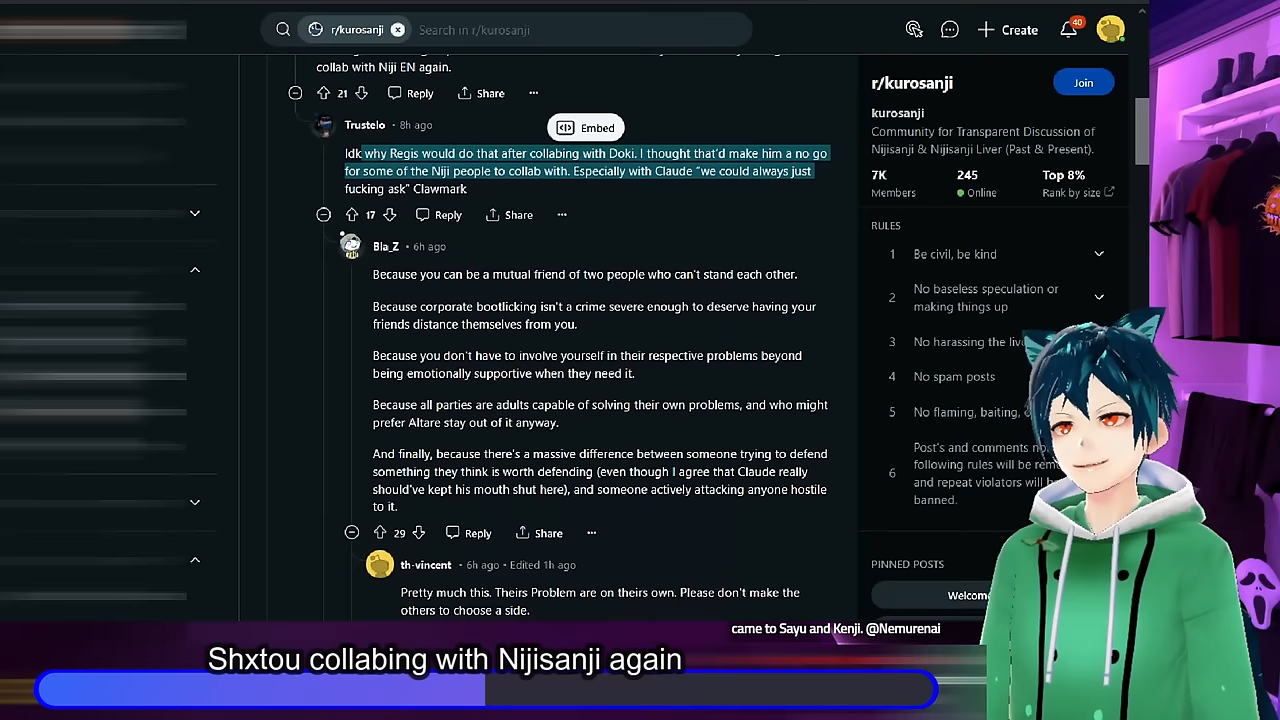 r/kurosanji
Search in r/kurosanji
Create
40
collab with Niji EN again.
21
Reply
Share
Trustelo • 8h ago
Embed
Idk why Regis would do that after collabing with Doki. I thought that'd make him a no go
for some of the Niji people to collab with. Especially with Claude "we could always just
fucking ask" Clawmark
17
Reply
Share
Bla_Z • 6h ago
Because you can be a mutual friend of two people who can't stand each other.
Because corporate bootlicking isn't a crime severe enough to deserve having your
friends distance themselves from you.
Because you don't have to involve yourself in their respective problems beyond
being emotionally supportive when they need it.
Because all parties are adults capable of solving their own problems, and who might
prefer Altare stay out of it anyway.
And finally, because there's a massive difference between someone trying to defend
something they think is worth defending (even though I agree that Claude really
should've kept his mouth shut here), and someone actively attacking anyone hostile
to it.
29
Reply
Share
th-vincent • 6h ago • Edited 1h ago
Pretty much this. Theirs Problem are on theirs own. Please don't make the
others to choose a side.
r/kurosanji
Join
kurosanji
Community for Transparent Discussion of
Nijisanji & Nijisanji Liver (Past & Present).
7K
245
Top 8%
Members
Online
Rank by size
RULES
1 Be civil, be kind
2 No baseless speculation or
making things up
3 No harassing the
4 No spam posts
5 No flaming, baiting,
6 Post's and comments
following rules will be
and repeat violators will
banned.
PINNED POSTS
came to Sayu and Kenji. @Nemurenai
Shxtou collabing with Nijisanji again